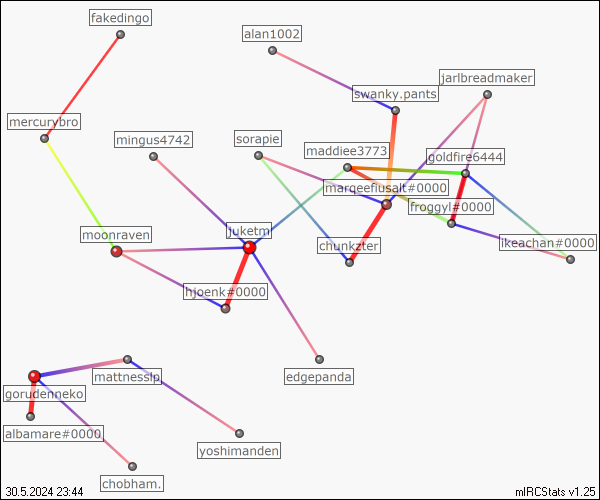 fakedingo
alan1002
jarlbreadmaker
swanky.pants
mercurybro
mingus4742
sorapie
maddiee3773
goldfire6444
marqeefiusalt#0000
froggyl#0000
moonraven
juketm
chunkzter
ikeachan#0000
hjoenk#0000
edgepanda
mattnesslp
gorudenneko
albamare#0000
yoshimanden
chobham.
30.5.2024 23:44
mIRCStats v1.25